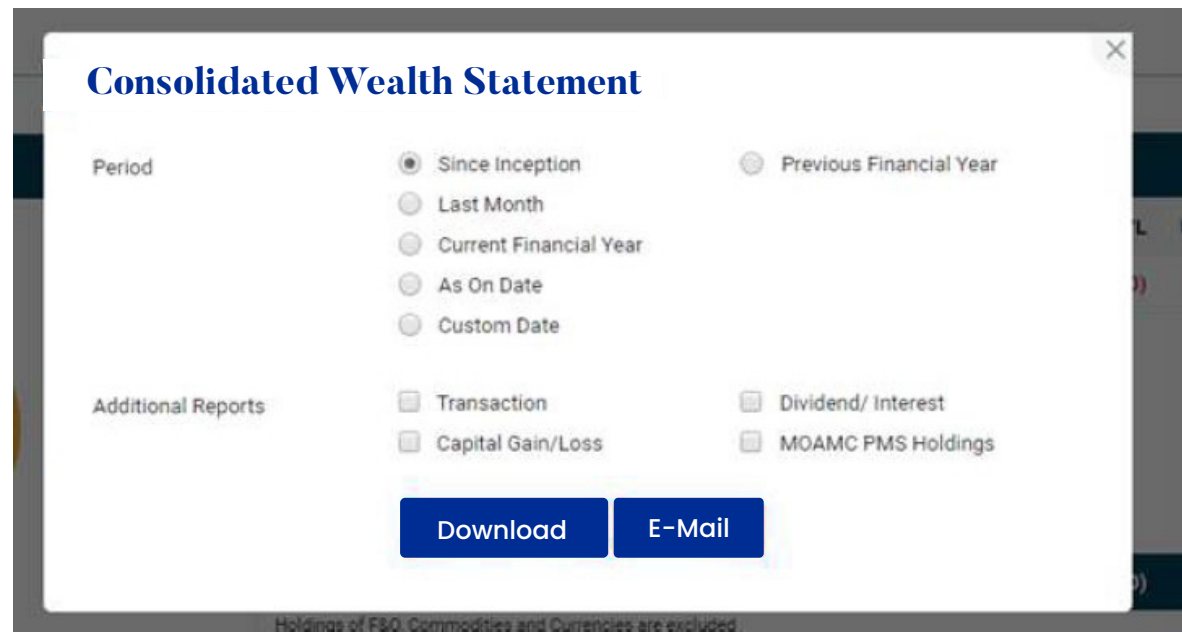 Consolidated Wealth Statement
Period
Since Inception
Previous Financial Year
Last Month
Current Financial Year
As On Date
Custom Date
Additional Reports
Transaction
Dividend/ Interest
Capital Gain/Loss
MOAMC PMS Holdings
Download
E-Mail
Holdings of F&O, Commodities and Currencies are excluded